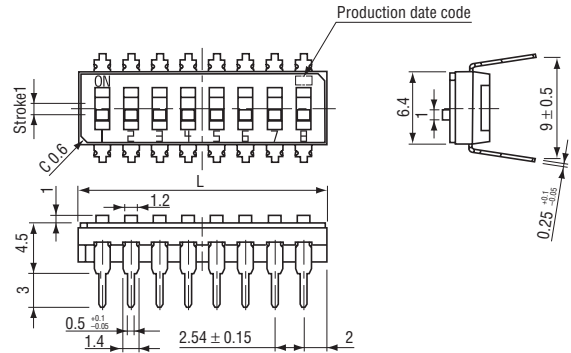 Production date code
ON
1 2 3 4 5 6 7 8
Stroke1
C 0.6
6.4
1
9 ± 0.5
0.25 +0.1 -0.05
L
1
1.2
4.5
3
0.5 +0.1 -0.05
1.4
2.54 ± 0.15
2